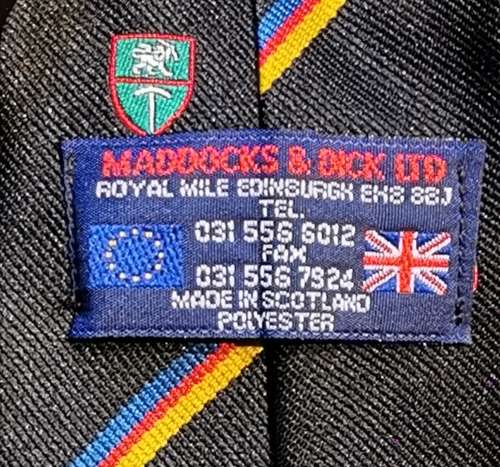 MADDOCKS & DICK LTD
ROYAL MILE EDINBURGH EH8 8BJ
TEL.
031 556 6012
FAX
031 556 7924
MADE IN SCOTLAND
POLYESTER